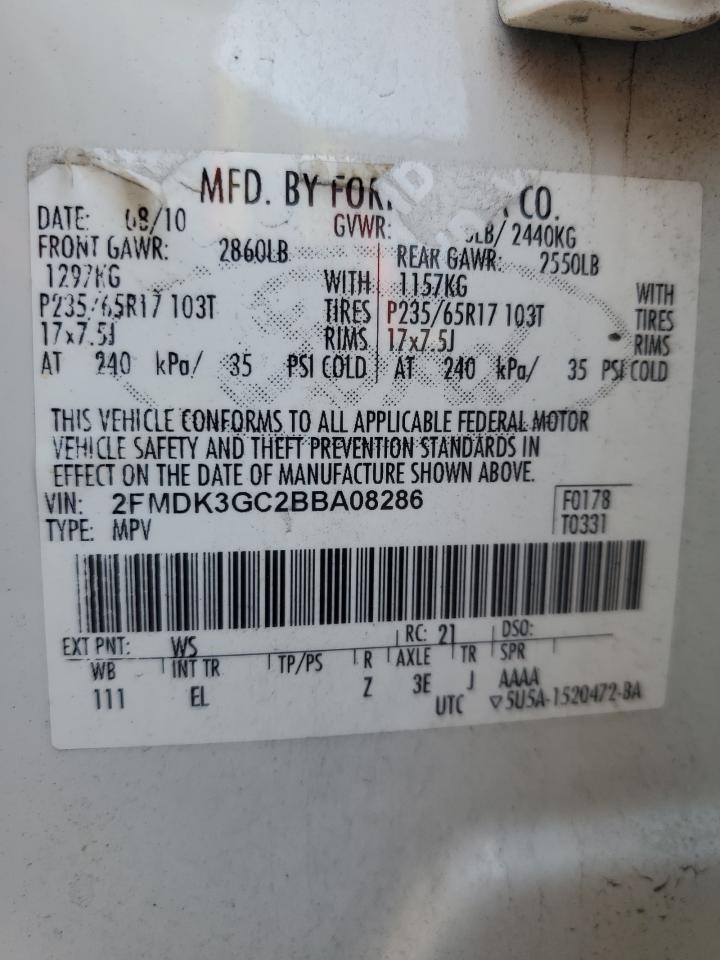 MFD. BY CO.
DATE: 08/10 GVWR: LB/ 2440KG
FRONT GAWR: 2860LB REAR GAWR: 2550LB
1297KG WITH 1157KG WITH
P235/65R17 103T TIRES P235/65R17 103T TIRES
17x7.5J RIMS 17x7.5J RIMS
AT 240 kPa/ 35 PSI COLD AT 240 kPa/ 35 PSI COLD
THIS VEHICLE CONFORMS TO ALL APPLICABLE FEDERAL MOTOR
VEHICLE SAFETY AND THEFT PREVENTION STANDARDS IN
EFFECT ON THE DATE OF MANUFACTURE SHOWN ABOVE.
VIN: 2FMDK3GC2BBA08286 F0178
TYPE: MPV T0331
EXT PNT: WS RC: 21 DSO:
WB INT TR TP/PS R AXLE TR SPR
111 EL Z 3E J AAAA
UTC ▽5U5A-1520472-BA